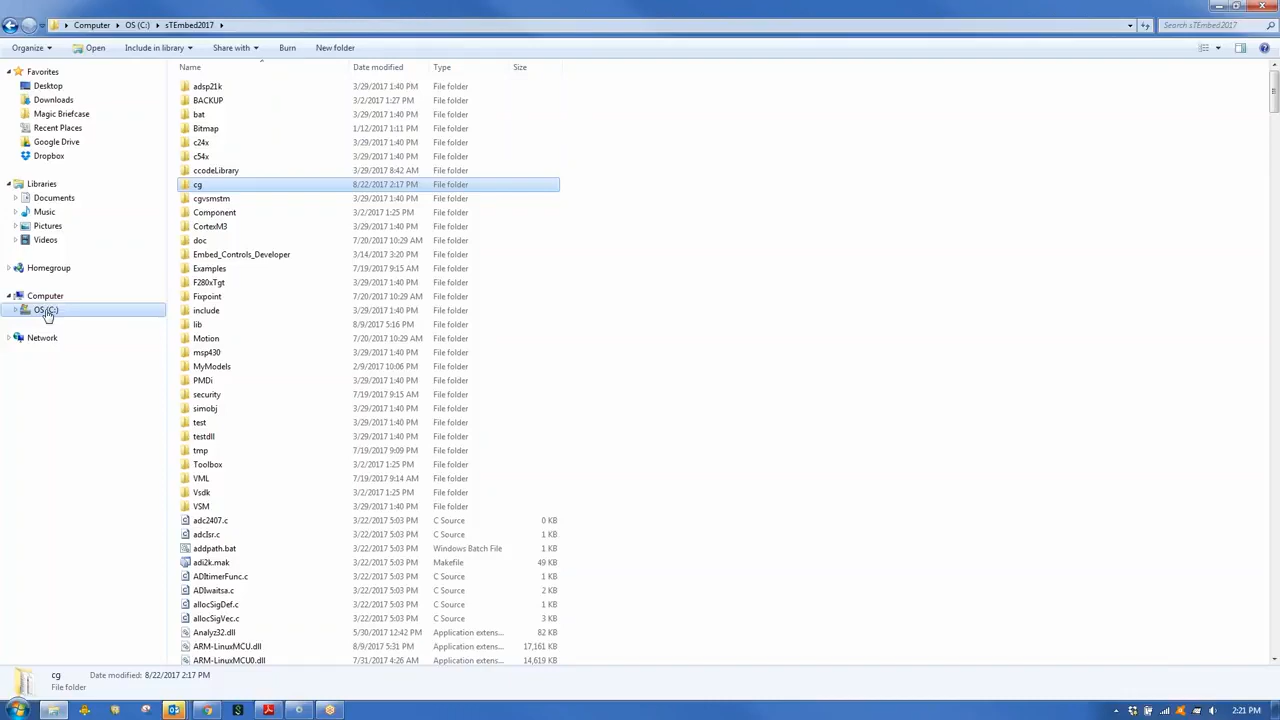 Computer ▸ OS (C:) ▸ sTEmbed2017
Search sTEmbed2017
Organize Open Include in library Share with Burn New folder
Name Date modified Type Size
Favorites
Desktop
Downloads
Magic Briefcase
Recent Places
Google Drive
Dropbox
Libraries
Documents
Music
Pictures
Videos
Homegroup
Computer
OS (C:)
Network
adsp21k 3/29/2017 1:40 PM File folder
BACKUP 3/2/2017 1:27 PM File folder
bat 3/29/2017 1:40 PM File folder
Bitmap 1/12/2017 1:11 PM File folder
c24x 3/29/2017 1:40 PM File folder
c54x 3/29/2017 1:40 PM File folder
ccodeLibrary 3/29/2017 8:42 AM File folder
cg 8/22/2017 2:17 PM File folder
cgvsmstm 3/29/2017 1:40 PM File folder
Component 3/2/2017 1:25 PM File folder
CortexM3 3/29/2017 1:40 PM File folder
doc 7/20/2017 10:29 AM File folder
Embed_Controls_Developer 3/14/2017 3:20 PM File folder
Examples 7/19/2017 9:15 AM File folder
F280xTgt 3/29/2017 1:40 PM File folder
Fixpoint 7/20/2017 10:29 AM File folder
include 3/29/2017 1:40 PM File folder
lib 8/9/2017 5:16 PM File folder
Motion 7/20/2017 10:29 AM File folder
msp430 3/29/2017 1:40 PM File folder
MyModels 2/9/2017 10:06 PM File folder
PMDi 3/29/2017 1:40 PM File folder
security 7/19/2017 9:15 AM File folder
simobj 3/29/2017 1:40 PM File folder
test 3/29/2017 1:40 PM File folder
testdll 3/29/2017 1:40 PM File folder
tmp 7/19/2017 9:09 PM File folder
Toolbox 3/2/2017 1:25 PM File folder
VML 7/19/2017 9:14 AM File folder
Vsdk 3/2/2017 1:25 PM File folder
VSM 3/29/2017 1:40 PM File folder
adc2407.c 3/22/2017 5:03 PM C Source 0 KB
adcIsr.c 3/22/2017 5:03 PM C Source 1 KB
addpath.bat 3/22/2017 5:03 PM Windows Batch File 1 KB
adi2k.mak 3/22/2017 5:03 PM Makefile 49 KB
ADItimerFunc.c 3/22/2017 5:03 PM C Source 1 KB
ADIwaitsa.c 3/22/2017 5:03 PM C Source 2 KB
allocSigDef.c 3/22/2017 5:03 PM C Source 1 KB
allocSigVec.c 3/22/2017 5:03 PM C Source 3 KB
Analyz32.dll 5/30/2017 12:42 PM Application extens... 82 KB
ARM-LinuxMCU.dll 8/9/2017 5:31 PM Application extens... 17,161 KB
ARM-LinuxMCU0.dll 7/31/2017 4:26 AM Application extens... 14,619 KB
cg Date modified: 8/22/2017 2:17 PM
File folder
2:21 PM